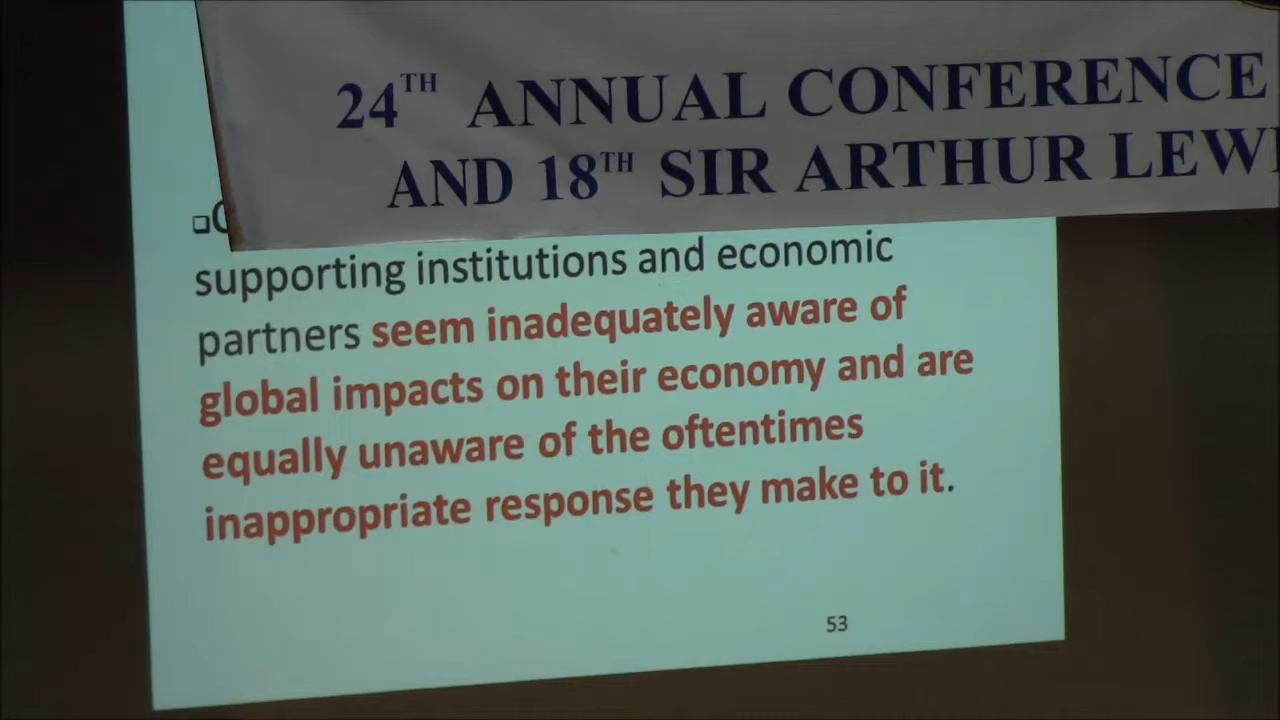 24TH ANNUAL CONFERENCE
AND 18TH SIR ARTHUR
supporting institutions and economic
partners seem inadequately aware of
global impacts on their economy and are
equally unaware of the oftentimes
inappropriate response they make to it.
53